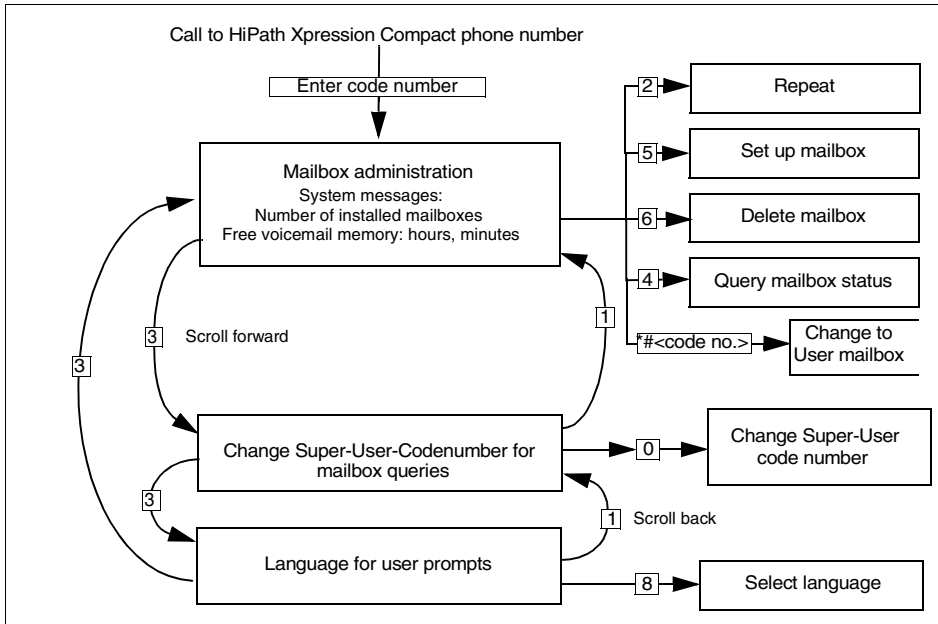 Call to HiPath Xpression Compact phone number
Enter code number
Mailbox administration
System messages:
Number of installed mailboxes
Free voicemail memory: hours, minutes
2
Repeat
5
Set up mailbox
6
Delete mailbox
4
Query mailbox status
*#<code no.>
Change to
User mailbox
3
Scroll forward
1
3
Change Super-User-Codenumber for
mailbox queries
0
Change Super-User
code number
3
1
Scroll back
Language for user prompts
8
Select language